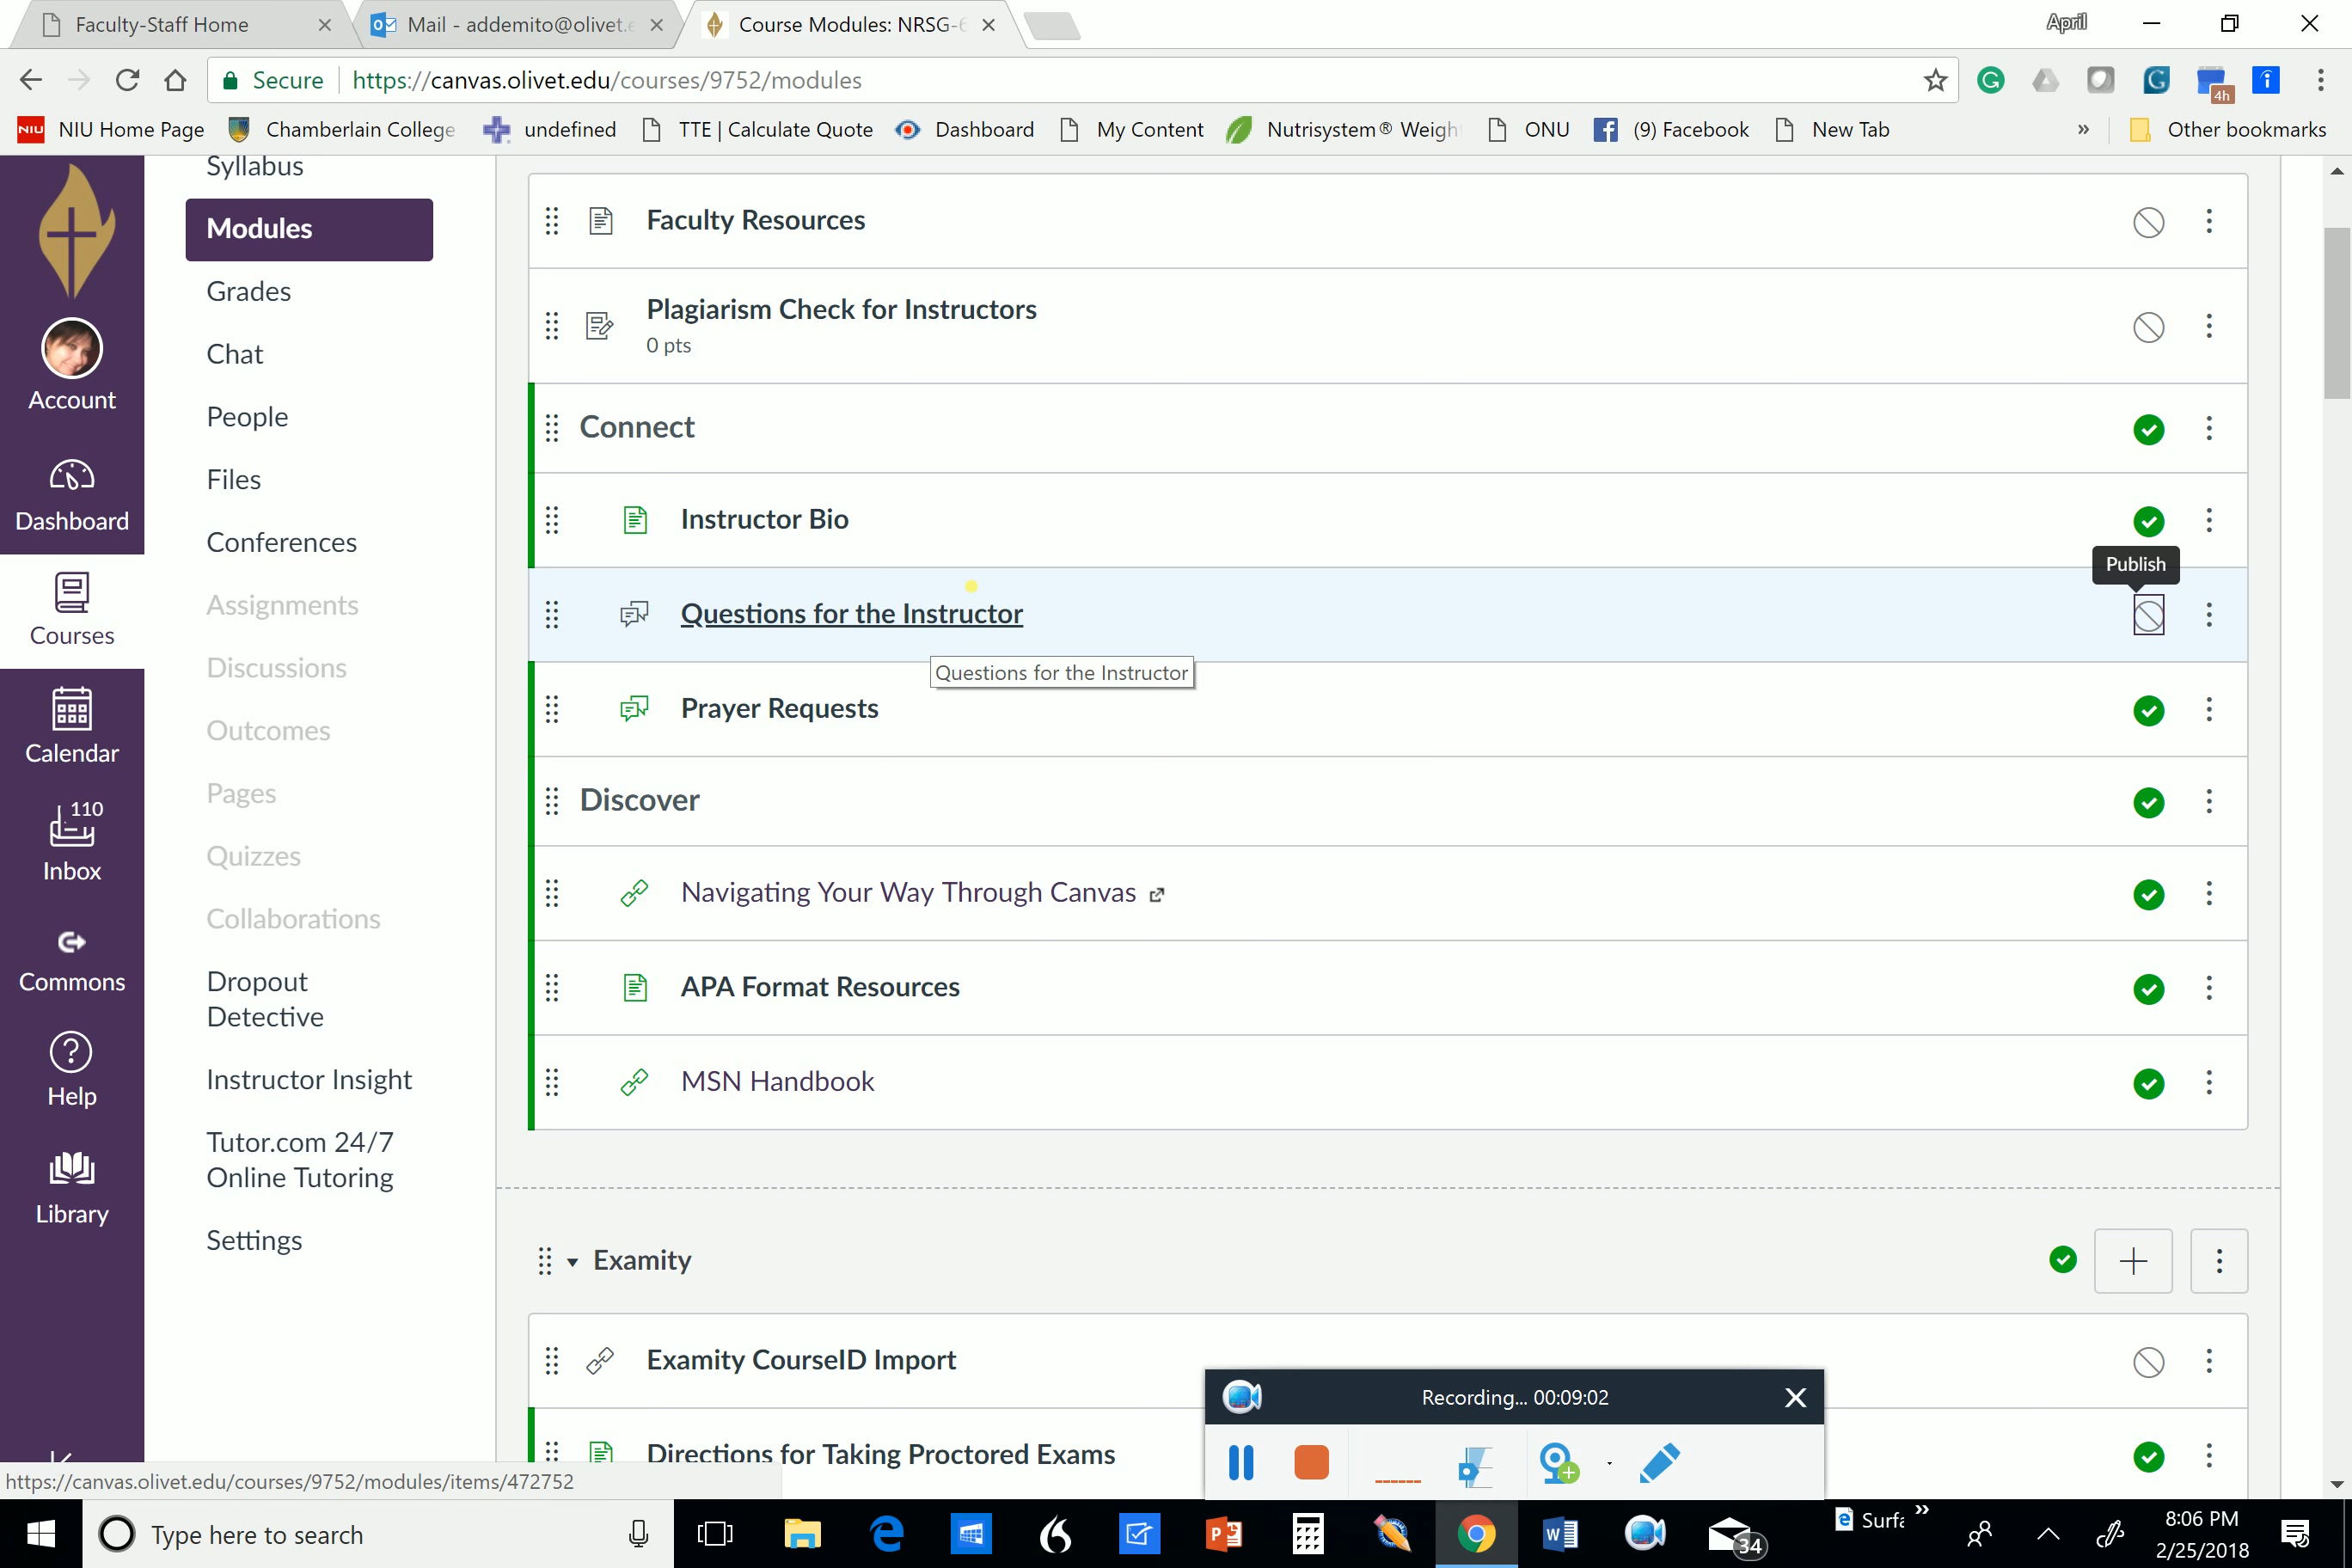 Faculty-Staff Home
Mail - addemito@olivet.e
Course Modules: NRSG-6
April
Secure
https://canvas.olivet.edu/courses/9752/modules
4h
NIU
NIU Home Page
Chamberlain College
undefined
TTE | Calculate Quote
Dashboard
My Content
Nutrisystem® Weigh
ONU
(9) Facebook
New Tab
»
Other bookmarks
Account
Dashboard
Courses
Calendar
110
Inbox
Commons
Help
Library
Syllabus
Modules
Grades
Chat
People
Files
Conferences
Assignments
Discussions
Outcomes
Pages
Quizzes
Collaborations
Dropout
Detective
Instructor Insight
Tutor.com 24/7
Online Tutoring
Settings
Faculty Resources
Plagiarism Check for Instructors
0 pts
Connect
Instructor Bio
Publish
Questions for the Instructor
Questions for the Instructor
Prayer Requests
Discover
Navigating Your Way Through Canvas
APA Format Resources
MSN Handbook
Examity
Examity CourseID Import
Directions for Taking Proctored Exams
Recording... 00:09:02
https://canvas.olivet.edu/courses/9752/modules/items/472752
Type here to search
34
Surfa
»
8:06 PM
2/25/2018